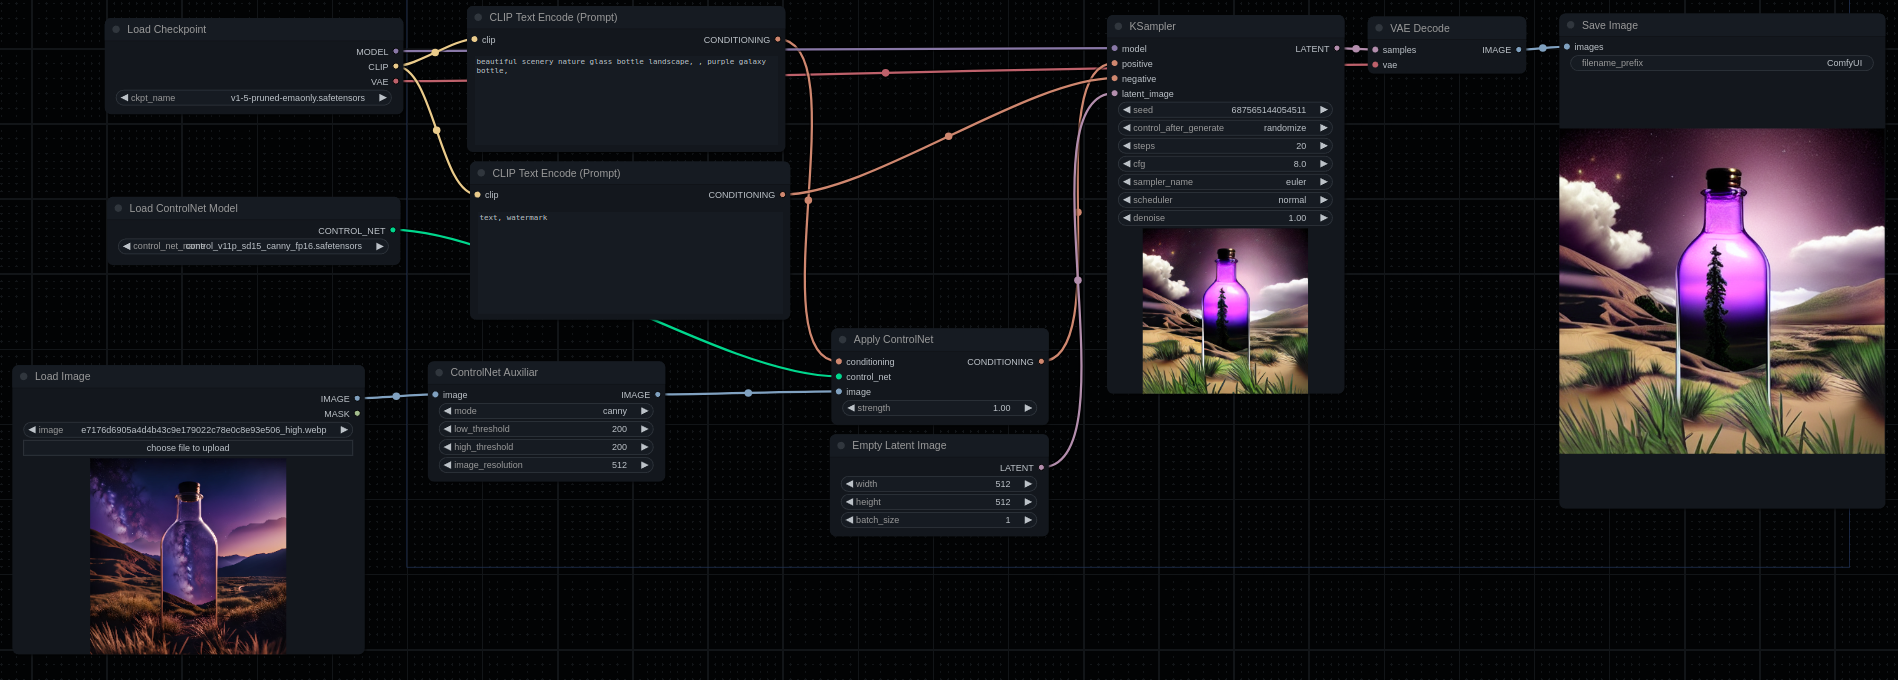 Load Checkpoint
MODEL
CLIP
VAE
ckpt_name v1-5-pruned-emaonly.safetensors
Load ControlNet Model
CONTROL_NET
control_v11p_sd15_canny_fp16.safetensors
Load Image
IMAGE
MASK
image e7176d6905a4d4b43c9e179022c78e0c8e93e506_high.webp
choose file to upload
CLIP Text Encode (Prompt)
clip CONDITIONING
beautiful scenery nature glass bottle landscape, , purple galaxy
bottle,
CLIP Text Encode (Prompt)
clip CONDITIONING
text, watermark
ControlNet Auxiliar
image IMAGE
mode canny
low_threshold 200
high_threshold 200
image_resolution 512
Apply ControlNet
conditioning CONDITIONING
control_net
image
strength 1.00
Empty Latent Image
LATENT
width 512
height 512
batch_size 1
KSampler
model LATENT
positive
negative
latent_image
seed 687565144054511
control_after_generate randomize
steps 20
cfg 8.0
sampler_name euler
scheduler normal
denoise 1.00
VAE Decode
samples IMAGE
vae
Save Image
images
filename_prefix ComfyUI